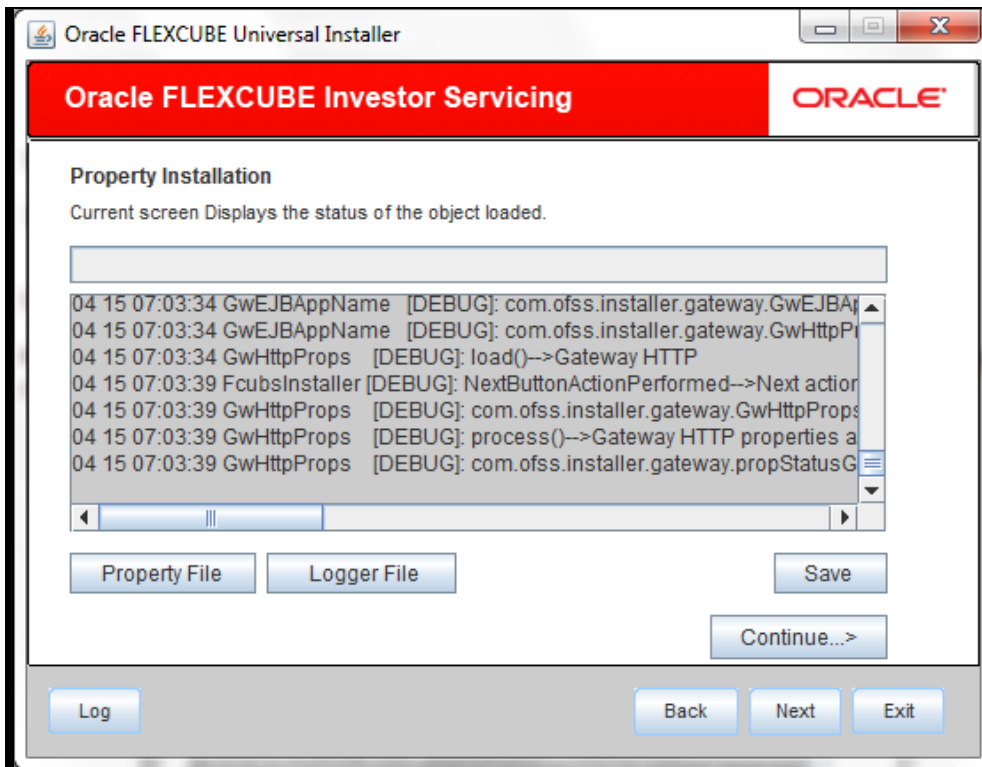 Oracle FLEXCUBE Universal Installer
Oracle FLEXCUBE Investor Servicing
ORACLE
Property Installation
Current screen Displays the status of the object loaded.
04 15 07:03:34 GwEJBAppName [DEBUG]: com.ofss.installer.gateway.GwEJBAp
04 15 07:03:34 GwEJBAppName [DEBUG]: com.ofss.installer.gateway.GwHttpPr
04 15 07:03:34 GwHttpProps [DEBUG]: load()-->Gateway HTTP
04 15 07:03:39 FcubsInstaller [DEBUG]: NextButtonActionPerformed-->Next action
04 15 07:03:39 GwHttpProps [DEBUG]: com.ofss.installer.gateway.GwHttpProps
04 15 07:03:39 GwHttpProps [DEBUG]: process()-->Gateway HTTP properties a
04 15 07:03:39 GwHttpProps [DEBUG]: com.ofss.installer.gateway.propStatusG
Property File Logger File Save
Continue...>
Log Back Next Exit